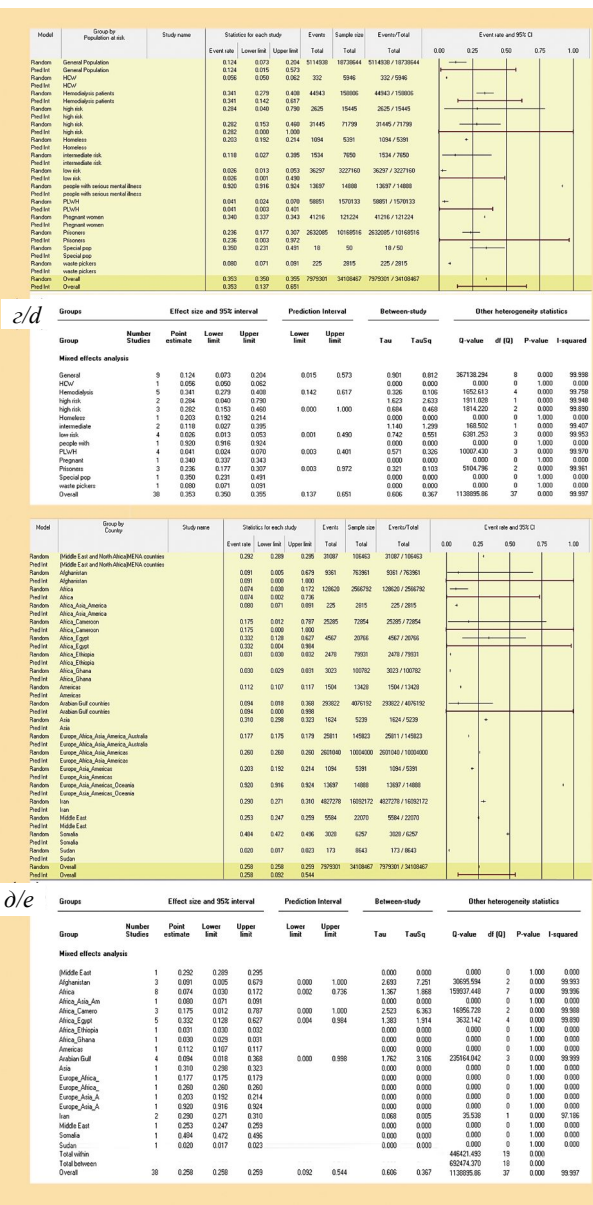 Model Group by Population at risk Study name Statistics for each study Events Sample size Events/Total Event rate and 95% CI
Event rate Lower limit Upper limit Total Total Total 0.00 0.25 0.50 0.75 1.00
Random General Population 0.124 0.073 0.204 5114938 18738644 5114938 / 18738644
Pred Int General Population 0.124 0.015 0.573
Random HCW 0.056 0.050 0.062 332 5946 332 / 5946
Pred Int HCW
Random Hemodialysis patients 0.341 0.279 0.408 44943 158806 44943 / 158806
Pred Int Hemodialysis patients 0.341 0.142 0.617
Random high risk 0.284 0.040 0.790 2625 15445 2625 / 15445
Pred Int high risk
Random high risk 0.282 0.153 0.460 31445 71799 31445 / 71799
Pred Int high risk 0.282 0.000 1.000
Random Homeless 0.203 0.192 0.214 1094 5391 1094 / 5391
Pred Int Homeless
Random intermediate risk 0.118 0.027 0.395 1534 7650 1534 / 7650
Pred Int intermediate risk
Random low risk 0.026 0.013 0.053 36297 3227160 36297 / 3227160
Pred Int low risk 0.026 0.001 0.490
Random people with serious mental illness 0.920 0.916 0.924 13697 14888 13697 / 14888
Pred Int people with serious mental illness
Random PLWH 0.041 0.024 0.070 58851 1570133 58851 / 1570133
Pred Int PLWH 0.041 0.003 0.401
Random Pregnant women 0.340 0.337 0.343 41216 121224 41216 / 121224
Pred Int Pregnant women
Random Prisoners 0.236 0.177 0.307 2632085 10168516 2632085 / 10168516
Pred Int Prisoners 0.236 0.003 0.972
Random Special pop 0.350 0.231 0.491 18 50 18 / 50
Pred Int Special pop
Random waste pickers 0.080 0.071 0.091 225 2815 225 / 2815
Pred Int waste pickers
Random Overall 0.353 0.350 0.355 7979301 34108467 7979301 / 34108467
Pred Int Overall 0.353 0.137 0.651
г/d
Groups Effect size and 95% interval Prediction Interval Between-study Other heterogeneity statistics
Group Number Studies Point estimate Lower limit Upper limit Lower limit Upper limit Tau TauSq Q-value df (Q) P-value I-squared
Mixed effects analysis
General 9 0.124 0.073 0.204 0.015 0.573 0.901 0.812 367138.294 8 0.000 99.998
HCW 1 0.056 0.050 0.062 0.000 0.000 0.000 0 1.000 0.000
Hemodialysis 5 0.341 0.279 0.408 0.142 0.617 0.326 0.106 1652.613 4 0.000 99.758
high risk 2 0.284 0.040 0.790 1.623 2.633 1911.028 1 0.000 99.948
high risk 3 0.282 0.153 0.460 0.000 1.000 0.684 0.468 1814.220 2 0.000 99.890
Homeless 1 0.203 0.192 0.214 0.000 0.000 0.000 0 1.000 0.000
intermediate 2 0.118 0.027 0.395 1.140 1.299 168.502 1 0.000 99.407
low risk 4 0.026 0.013 0.053 0.001 0.490 0.742 0.551 6381.253 3 0.000 99.953
people with 1 0.920 0.916 0.924 0.000 0.000 0.000 0 1.000 0.000
PLWH 4 0.041 0.024 0.070 0.003 0.401 0.571 0.326 10007.430 3 0.000 99.970
Pregnant 1 0.340 0.337 0.343 0.000 0.000 0.000 0 1.000 0.000
Prisoners 3 0.236 0.177 0.307 0.003 0.972 0.321 0.103 5104.796 2 0.000 99.961
Special pop 1 0.350 0.231 0.491 0.000 0.000 0.000 0 1.000 0.000
waste pickers 1 0.080 0.071 0.091 0.000 0.000 0.000 0 1.000 0.000
Overall 38 0.353 0.350 0.395 0.137 0.651 0.606 0.367 1138895.86 37 0.000 99.997
Model Group by Country Study name Statistics for each study Events Sample size Events/Total Event rate and 95% CI
Event rate Lower limit Upper limit Total Total Total 0.00 0.25 0.50 0.75 1.00
Random (Middle East and North Africa)MENA countries 0.292 0.289 0.295 31087 106463 31087 / 106463
Pred Int (Middle East and North Africa)MENA countries
Random Afghanistan 0.091 0.005 0.679 9361 763961 9361 / 763961
Pred Int Afghanistan 0.091 0.000 1.000
Random Africa 0.074 0.030 0.172 128620 2566792 128620 / 2566792
Pred Int Africa 0.074 0.002 0.736
Random Africa_Asia_America 0.080 0.071 0.091 225 2815 225 / 2815
Pred Int Africa_Asia_America
Random Africa_Cameroon 0.175 0.012 0.787 25285 72854 25285 / 72854
Pred Int Africa_Cameroon 0.175 0.000 1.000
Random Africa_Egypt 0.332 0.128 0.627 4567 20766 4567 / 20766
Pred Int Africa_Egypt 0.332 0.004 0.984
Random Africa_Ethiopia 0.031 0.030 0.032 2478 79931 2478 / 79931
Pred Int Africa_Ethiopia
Random Africa_Ghana 0.030 0.029 0.031 3023 100782 3023 / 100782
Pred Int Africa_Ghana
Random Americas 0.112 0.107 0.117 1504 13428 1504 / 13428
Pred Int Americas
Random Arabian Gulf countries 0.094 0.018 0.368 293822 4076192 293822 / 4076192
Pred Int Arabian Gulf countries 0.094 0.000 0.998
Random Asia 0.310 0.298 0.323 1624 5239 1624 / 5239
Pred Int Asia
Random Europe_Africa_Asia_America_Australia 0.177 0.175 0.179 25811 145823 25811 / 145823
Pred Int Europe_Africa_Asia_America_Australia
Random Europe_Africa_Asia_Americas 0.260 0.260 0.260 2601040 10004000 2601040 / 10004000
Pred Int Europe_Africa_Asia_Americas
Random Europe_Asia_Americas 0.203 0.192 0.214 1094 5391 1094 / 5391
Pred Int Europe_Asia_Americas
Random Europe_Asia_Americas_Oceania 0.920 0.916 0.924 13697 14888 13697 / 14888
Pred Int Europe_Asia_Americas_Oceania
Random Iran 0.290 0.271 0.310 4827278 16092172 4827278 / 16092172
Pred Int Iran
Random Middle East 0.253 0.247 0.259 5584 22070 5584 / 22070
Pred Int Middle East
Random Somalia 0.484 0.472 0.496 3028 6257 3028 / 6257
Pred Int Somalia
Random Sudan 0.020 0.017 0.023 173 8643 173 / 8643
Pred Int Sudan
Random Overall 0.258 0.258 0.259 7979301 34108467 7979301 / 34108467
Pred Int Overall 0.258 0.092 0.544
д/e
Groups Effect size and 95% interval Prediction Interval Between-study Other heterogeneity statistics
Group Number Studies Point estimate Lower limit Upper limit Lower limit Upper limit Tau TauSq Q-value df (Q) P-value I-squared
Mixed effects analysis
(Middle East 1 0.292 0.289 0.295 0.000 0.000 0.000 0 1.000 0.000
Afghanistan 3 0.091 0.005 0.679 0.000 1.000 2.693 7.251 30695.594 2 0.000 99.993
Africa 8 0.074 0.030 0.172 0.002 0.736 1.367 1.868 159937.448 7 0.000 99.996
Africa_Asia_Am 1 0.080 0.071 0.091 0.000 0.000 0.000 0 1.000 0.000
Africa_Camero 3 0.175 0.012 0.787 0.000 1.000 2.523 6.363 16956.728 2 0.000 99.988
Africa_Egypt 5 0.332 0.128 0.627 0.004 0.984 1.383 1.914 3632.142 4 0.000 99.890
Africa_Ethiopia 1 0.031 0.030 0.032 0.000 0.000 0.000 0 1.000 0.000
Africa_Ghana 1 0.030 0.029 0.031 0.000 0.000 0.000 0 1.000 0.000
Americas 1 0.112 0.107 0.117 0.000 0.000 0.000 0 1.000 0.000
Arabian Gulf 4 0.094 0.018 0.368 0.000 0.998 1.762 3.106 235164.042 3 0.000 99.999
Asia 1 0.310 0.298 0.323 0.000 0.000 0.000 0 1.000 0.000
Europe_Africa_ 1 0.177 0.175 0.179 0.000 0.000 0.000 0 1.000 0.000
Europe_Africa_ 1 0.260 0.260 0.260 0.000 0.000 0.000 0 1.000 0.000
Europe_Asia_A 1 0.203 0.192 0.214 0.000 0.000 0.000 0 1.000 0.000
Europe_Asia_A 1 0.920 0.916 0.924 0.000 0.000 0.000 0 1.000 0.000
Iran 2 0.290 0.271 0.310 0.068 0.005 35.538 1 0.000 97.186
Middle East 1 0.253 0.247 0.259 0.000 0.000 0.000 0 1.000 0.000
Somalia 1 0.484 0.472 0.496 0.000 0.000 0.000 0 1.000 0.000
Sudan 1 0.020 0.017 0.023 0.000 0.000 0.000 0 1.000 0.000
Total within 446421.493 19 0.000
Total between 692474.370 18 0.000
Overall 38 0.258 0.258 0.259 0.092 0.544 0.606 0.367 1138895.86 37 0.000 99.997